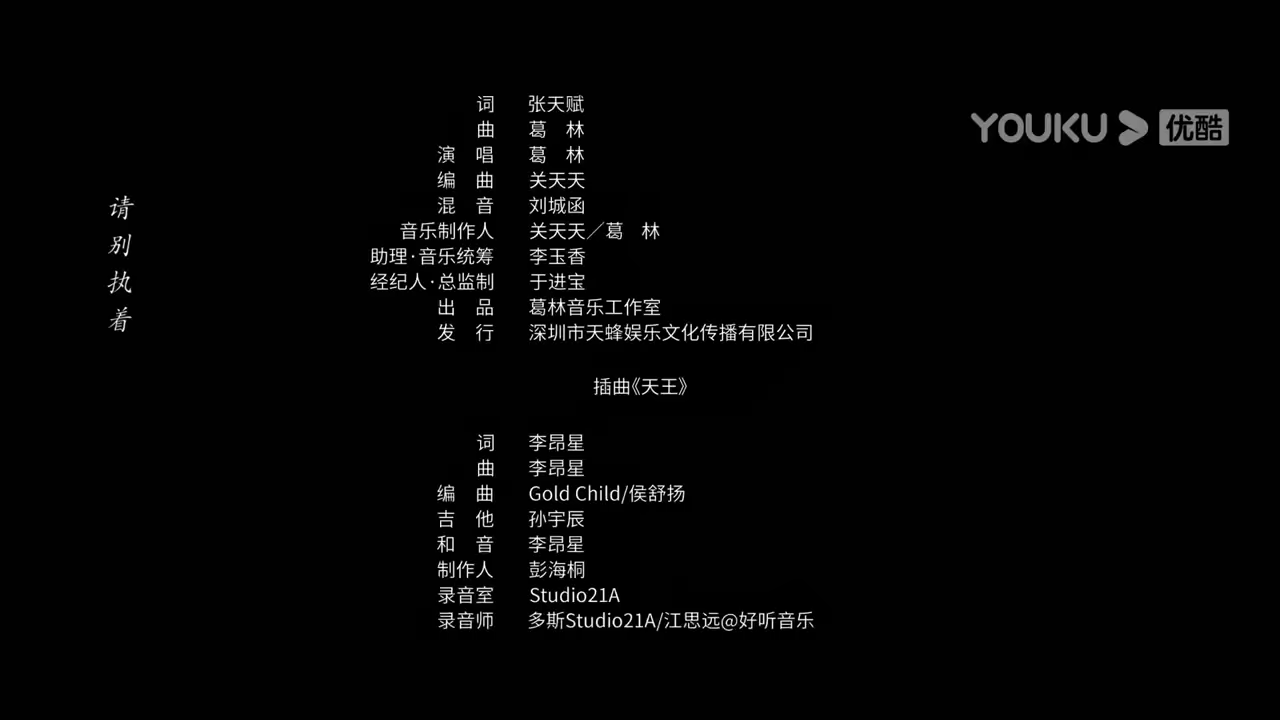 请别执着
词 张天赋
曲 葛 林
演 唱 葛 林
编 曲 关天天
混 音 刘城函
音乐制作人 关天天／葛 林
助理·音乐统筹 李玉香
经纪人·总监制 于进宝
出 品 葛林音乐工作室
发 行 深圳市天蜂娱乐文化传播有限公司
插曲《天王》
词 李昂星
曲 李昂星
编 曲 Gold Child/侯舒扬
吉 他 孙宇辰
和 音 李昂星
制作人 彭海桐
录音室 Studio21A
录音师 多斯Studio21A/江思远@好听音乐
YOUKU 优酷